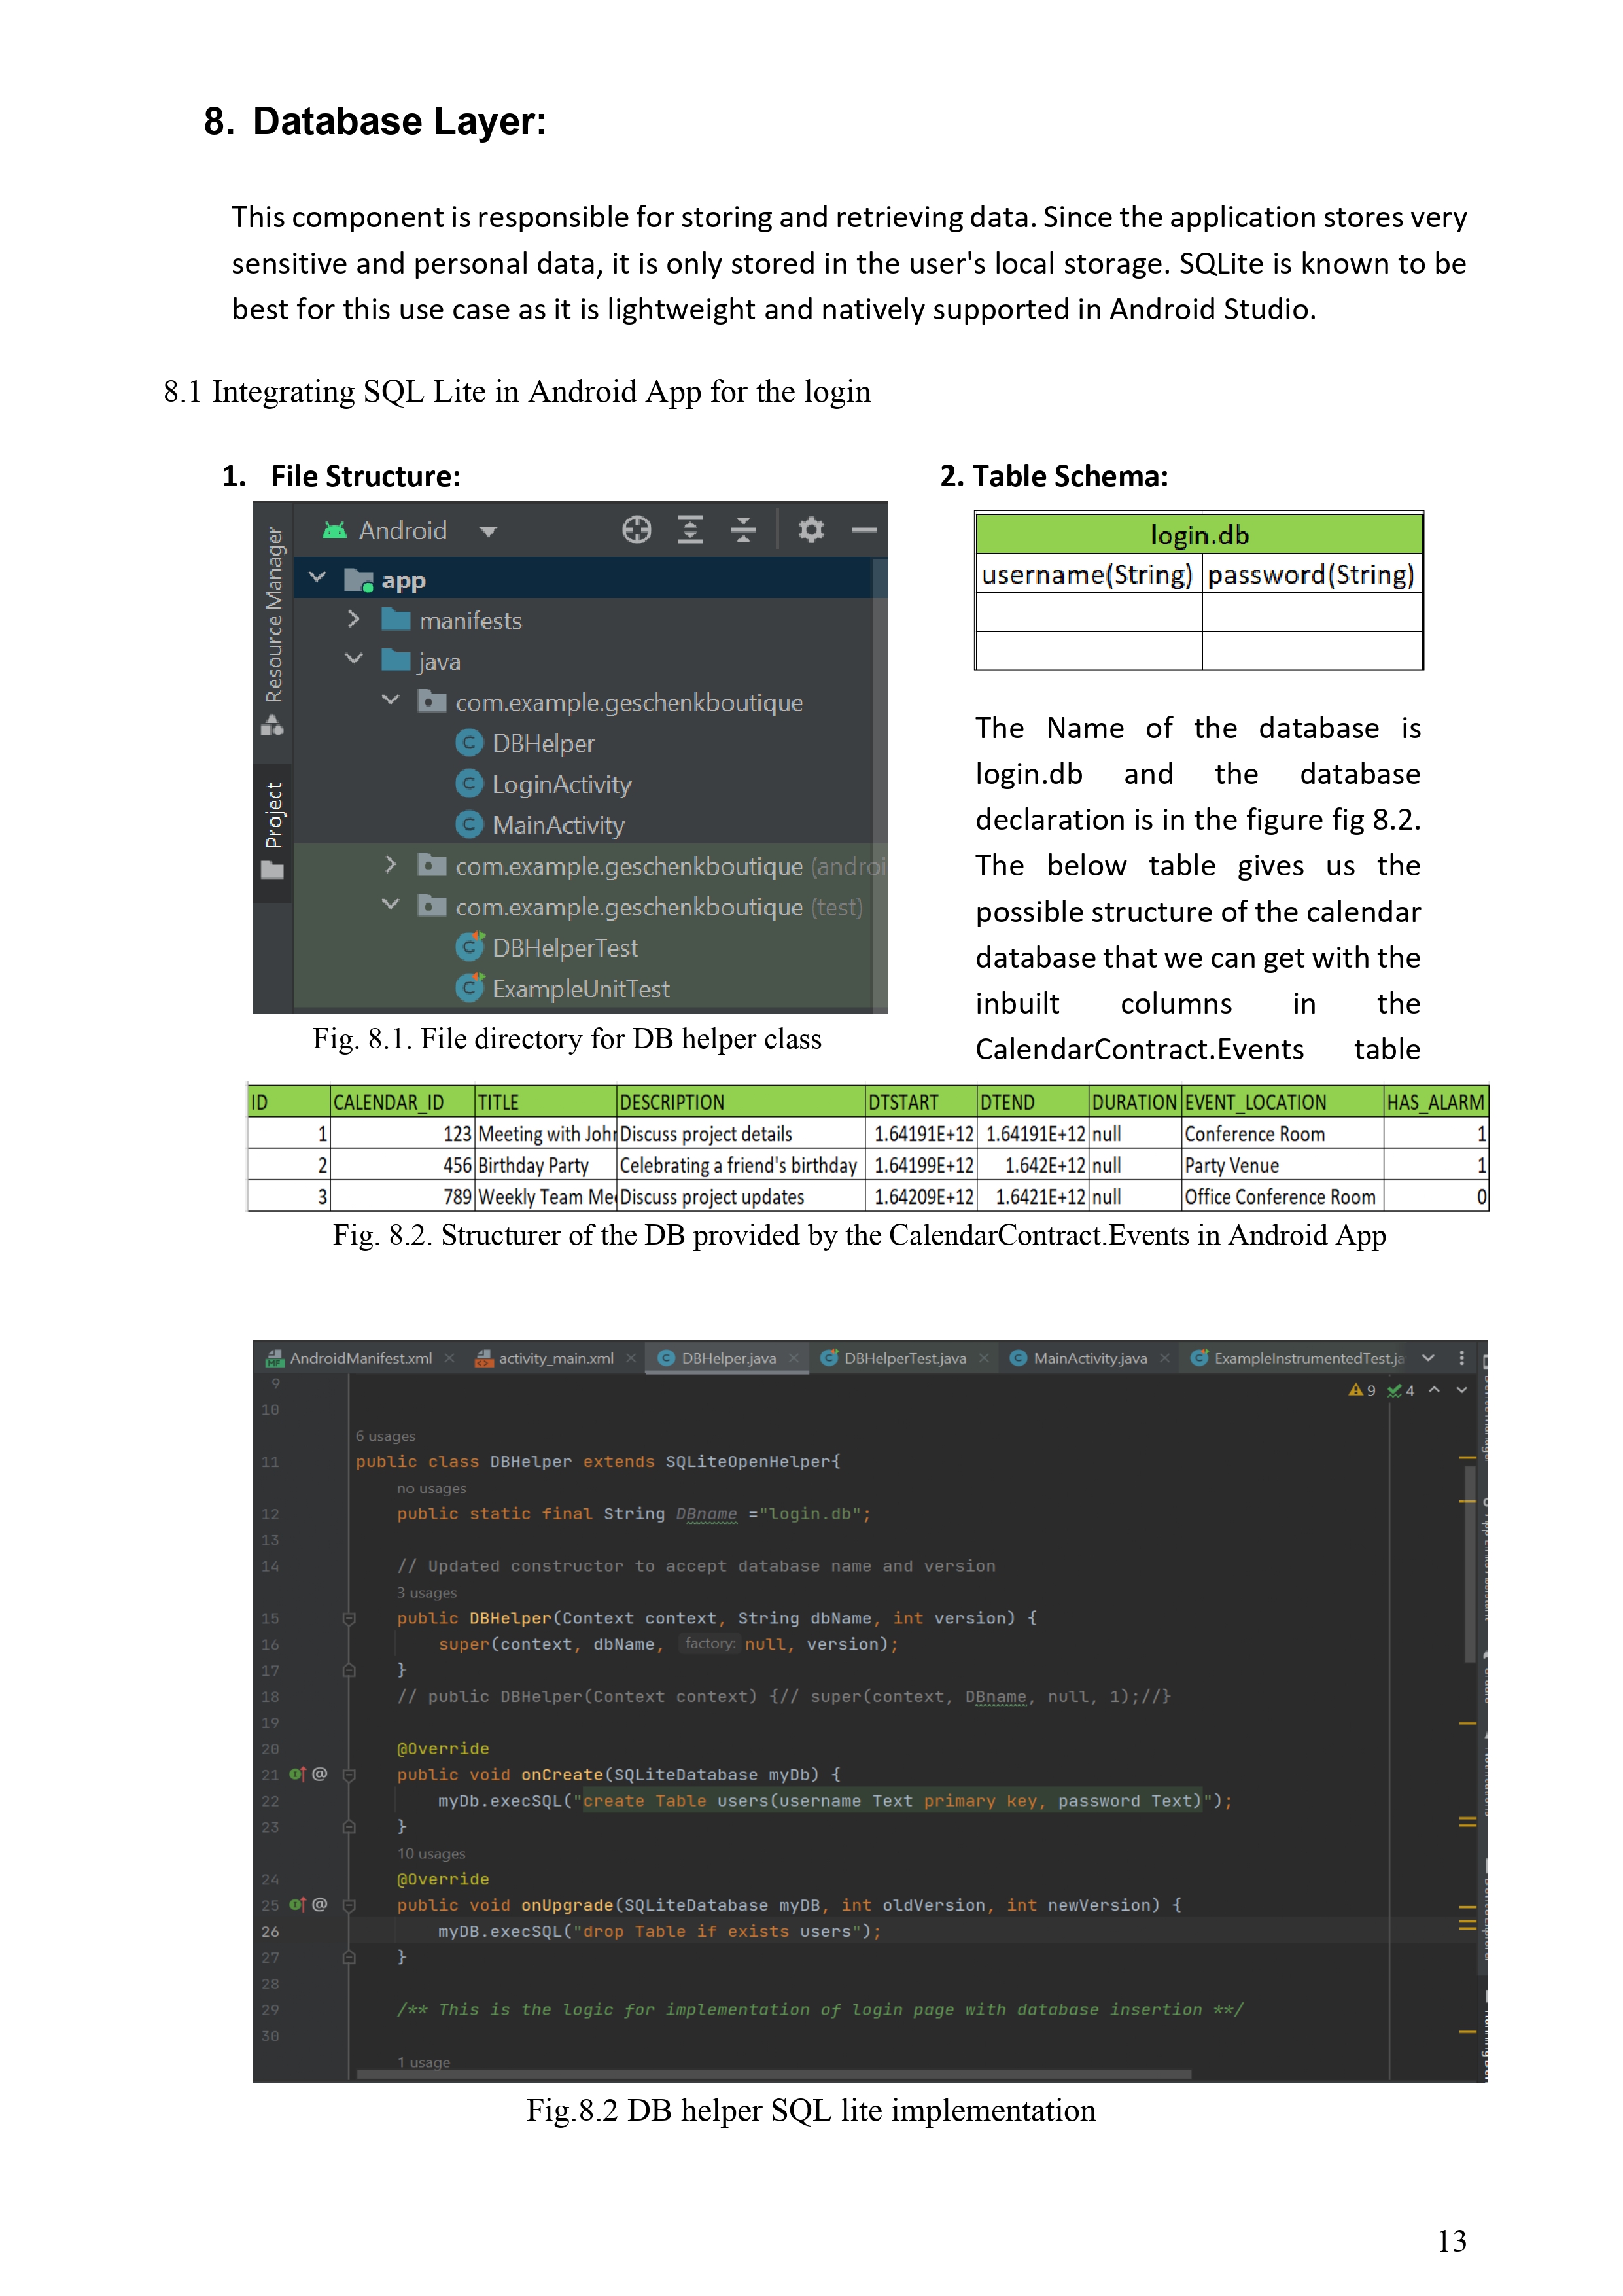 8. Database Layer:
This component is responsible for storing and retrieving data. Since the application stores very
sensitive and personal data, it is only stored in the user's local storage. SQLite is known to be
best for this use case as it is lightweight and natively supported in Android Studio.
8.1 Integrating SQL Lite in Android App for the login
1. File Structure:
Resource Manager
Project
Android
app
manifests
java
com.example.geschenkboutique
DBHelper
LoginActivity
MainActivity
com.example.geschenkboutique (androi
com.example.geschenkboutique (test)
DBHelperTest
ExampleUnitTest
Fig. 8.1. File directory for DB helper class
2. Table Schema:
login.db
username(String) password(String)
The Name of the database is
login.db and the database
declaration is in the figure fig 8.2.
The below table gives us the
possible structure of the calendar
database that we can get with the
inbuilt columns in the
CalendarContract.Events table
ID CALENDAR_ID TITLE DESCRIPTION DTSTART DTEND DURATION EVENT_LOCATION HAS_ALARM
1 123 Meeting with Johr Discuss project details 1.64191E+12 1.64191E+12 null Conference Room 1
2 456 Birthday Party Celebrating a friend's birthday 1.64199E+12 1.642E+12 null Party Venue 1
3 789 Weekly Team Me Discuss project updates 1.64209E+12 1.6421E+12 null Office Conference Room 0
Fig. 8.2. Structurer of the DB provided by the CalendarContract.Events in Android App
AndroidManifest.xml activity_main.xml DBHelper.java DBHelperTest.java MainActivity.java ExampleInstrumentedTest.ja
9 4
9
10
6 usages
11 public class DBHelper extends SQLiteOpenHelper{
no usages
12 public static final String DBname ="login.db";
13
14 // Updated constructor to accept database name and version
3 usages
15 public DBHelper(Context context, String dbName, int version) {
16 super(context, dbName, factory: null, version);
17 }
18 // public DBHelper(Context context) {// super(context, DBname, null, 1);//}
19
20 @Override
21 @ public void onCreate(SQLiteDatabase myDb) {
22 myDb.execSQL("create Table users(username Text primary key, password Text)");
23 }
10 usages
24 @Override
25 @ public void onUpgrade(SQLiteDatabase myDB, int oldVersion, int newVersion) {
26 myDB.execSQL("drop Table if exists users");
27 }
28
29 /** This is the logic for implementation of login page with database insertion **/
30
1 usage
Fig.8.2 DB helper SQL lite implementation
13